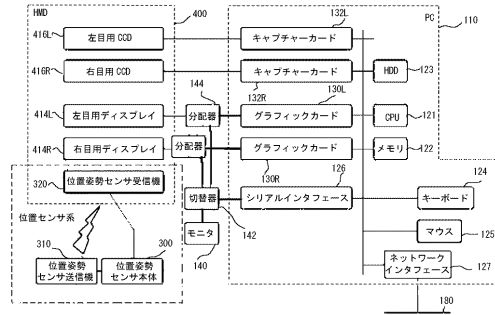 HMD
400
PC
110
416L
左目用CCD
132L
キャプチャーカード
416R
右目用CCD
キャプチャーカード
132R
HDD
123
144
130L
414L
左目用ディスプレイ
分配器
グラフィックカード
CPU
121
414R
右目用ディスプレイ
分配器
グラフィックカード
130R
メモリ
122
320
位置姿勢センサ受信機
切替器
142
126
シリアルインタフェース
124
キーボード
位置センサ系
モニタ
140
マウス
125
310
位置姿勢
センサ送信機
300
位置姿勢
センサ本体
ネットワーク
インタフェース
127
180